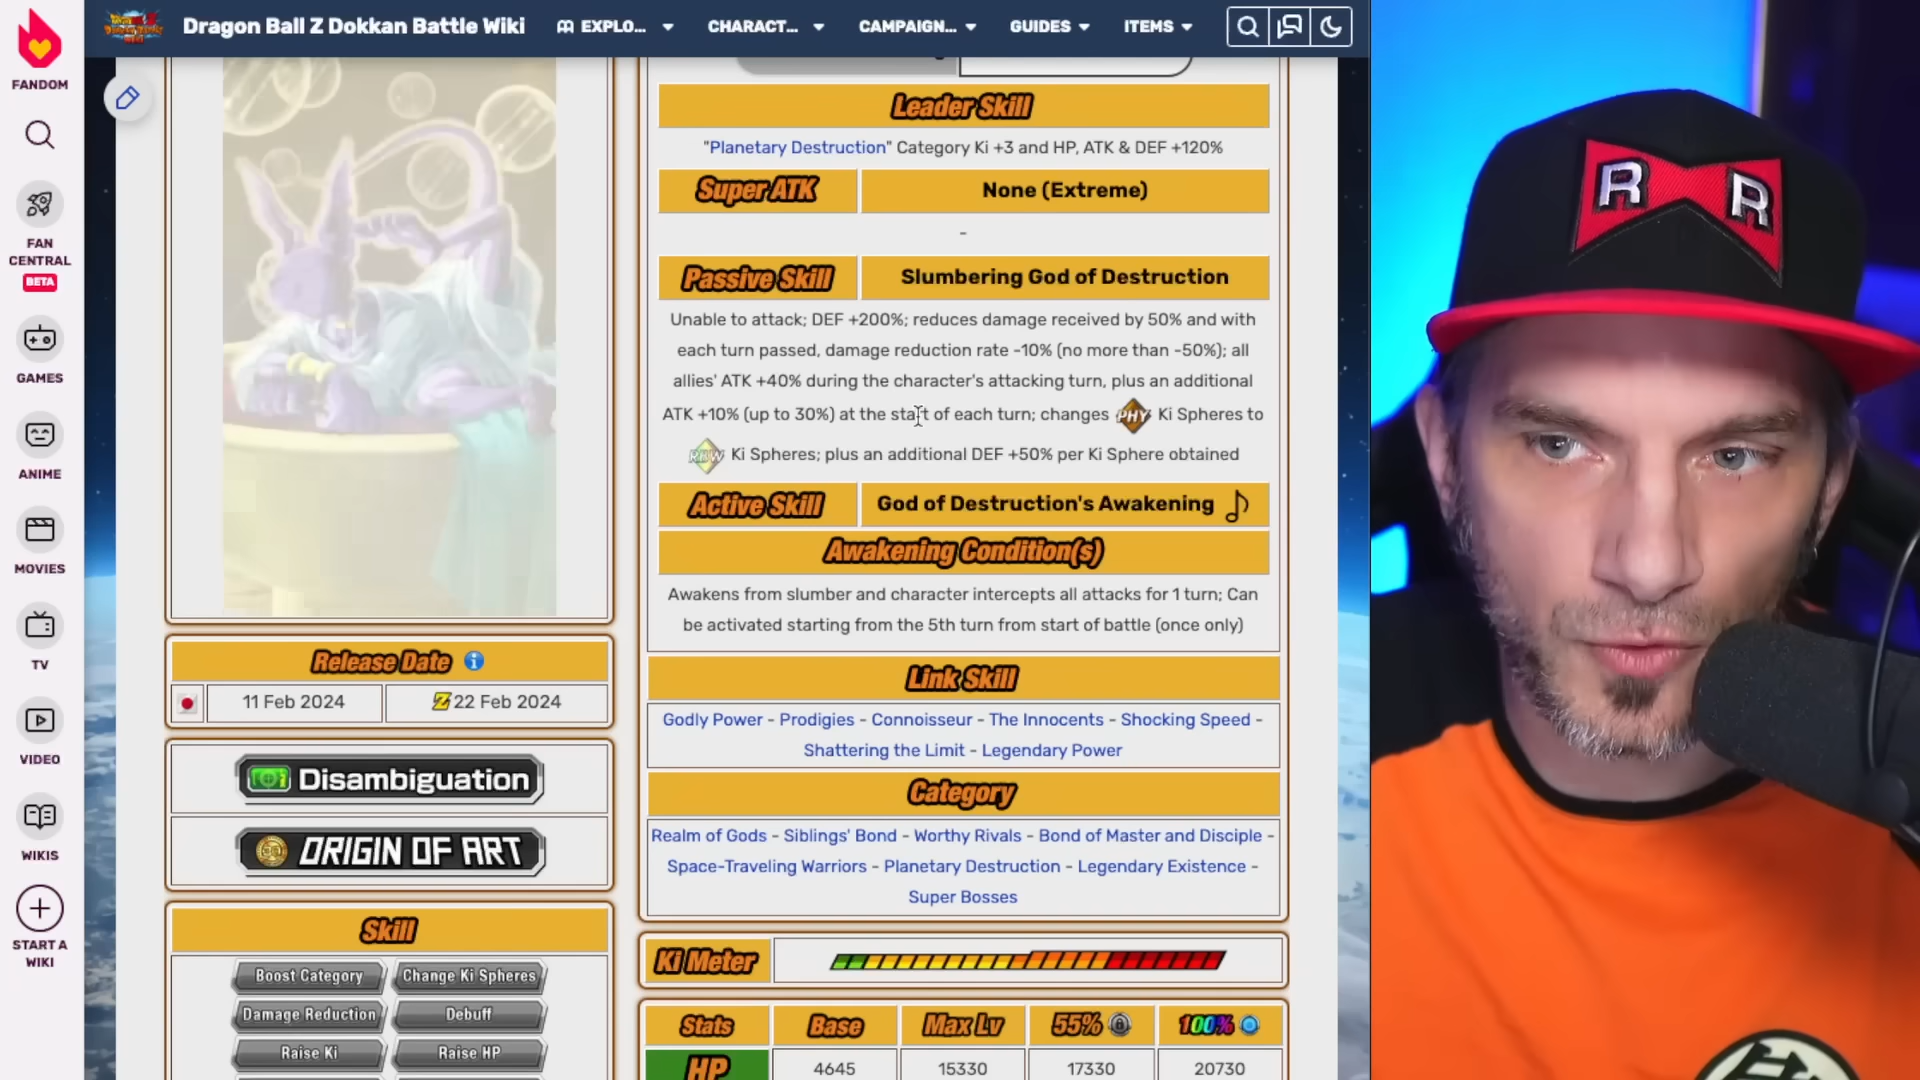 Dragon Ball Z Dokkan Battle Wiki
EXPLO...
CHARACT...
CAMPAIGN...
GUIDES
ITEMS
FANDOM
FAN
CENTRAL
BETA
GAMES
ANIME
MOVIES
TV
VIDEO
WIKIS
START A
WIKI
Release Date
11 Feb 2024
22 Feb 2024
Disambiguation
ORIGIN OF ART
Skill
Boost Category
Change Ki Spheres
Damage Reduction
Debuff
Raise Ki
Raise HP
Leader Skill
"Planetary Destruction" Category Ki +3 and HP, ATK & DEF +120%
Super ATK
None (Extreme)
-
Passive Skill
Slumbering God of Destruction
Unable to attack; DEF +200%; reduces damage received by 50% and with
each turn passed, damage reduction rate -10% (no more than -50%); all
allies' ATK +40% during the character's attacking turn, plus an additional
ATK +10% (up to 30%) at the start of each turn; changes PHY Ki Spheres to
RBW Ki Spheres; plus an additional DEF +50% per Ki Sphere obtained
Active Skill
God of Destruction's Awakening
Awakening Condition(s)
Awakens from slumber and character intercepts all attacks for 1 turn; Can
be activated starting from the 5th turn from start of battle (once only)
Link Skill
Godly Power - Prodigies - Connoisseur - The Innocents - Shocking Speed -
Shattering the Limit - Legendary Power
Category
Realm of Gods - Siblings' Bond - Worthy Rivals - Bond of Master and Disciple -
Space-Traveling Warriors - Planetary Destruction - Legendary Existence -
Super Bosses
Ki Meter
Stats
Base
Max Lv
55%
100%
HP
4645
15330
17330
20730
R
R